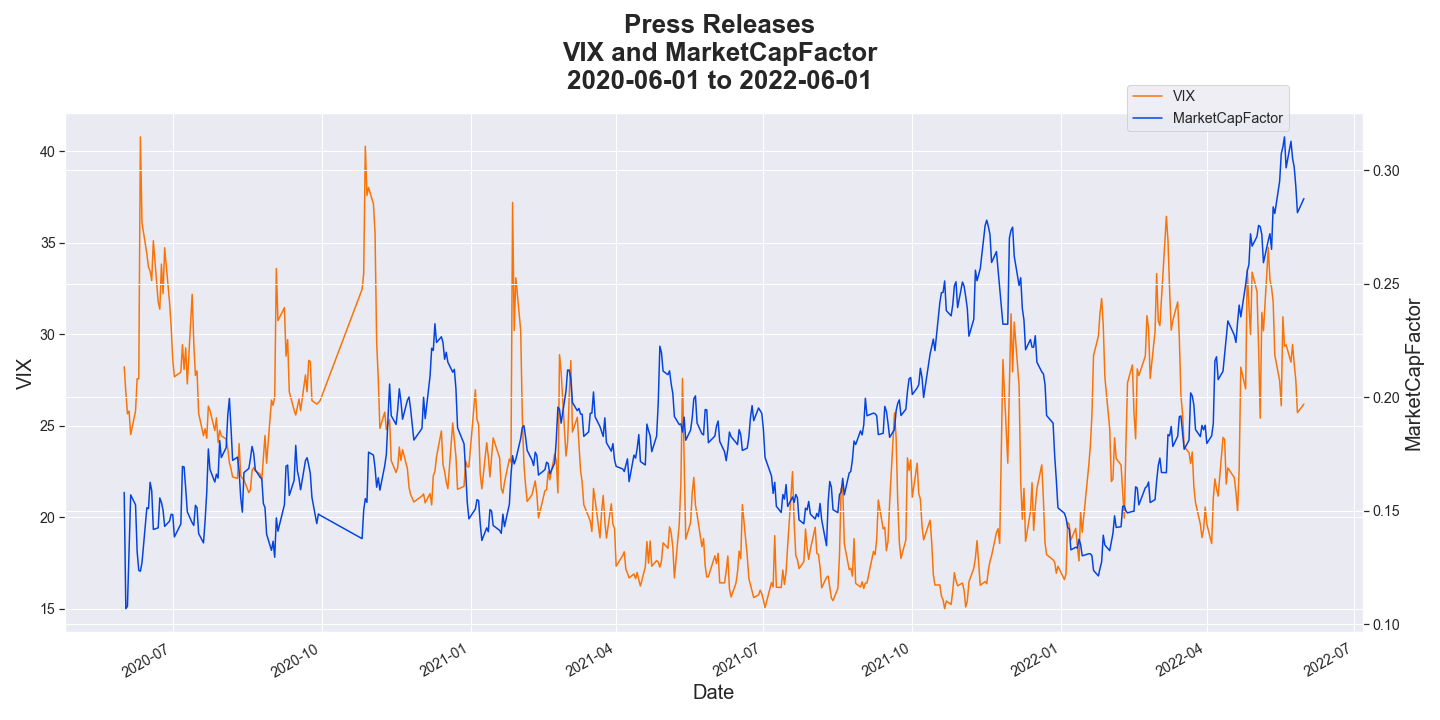 Press Releases
VIX and MarketCapFactor
2020-06-01 to 2022-06-01
VIX
MarketCapFactor
40
35
30
25
20
15
VIX
0.30
0.25
0.20
0.15
0.10
MarketCapFactor
2020-07
2020-10
2021-01
2021-04
2021-07
2021-10
2022-01
2022-04
2022-07
Date